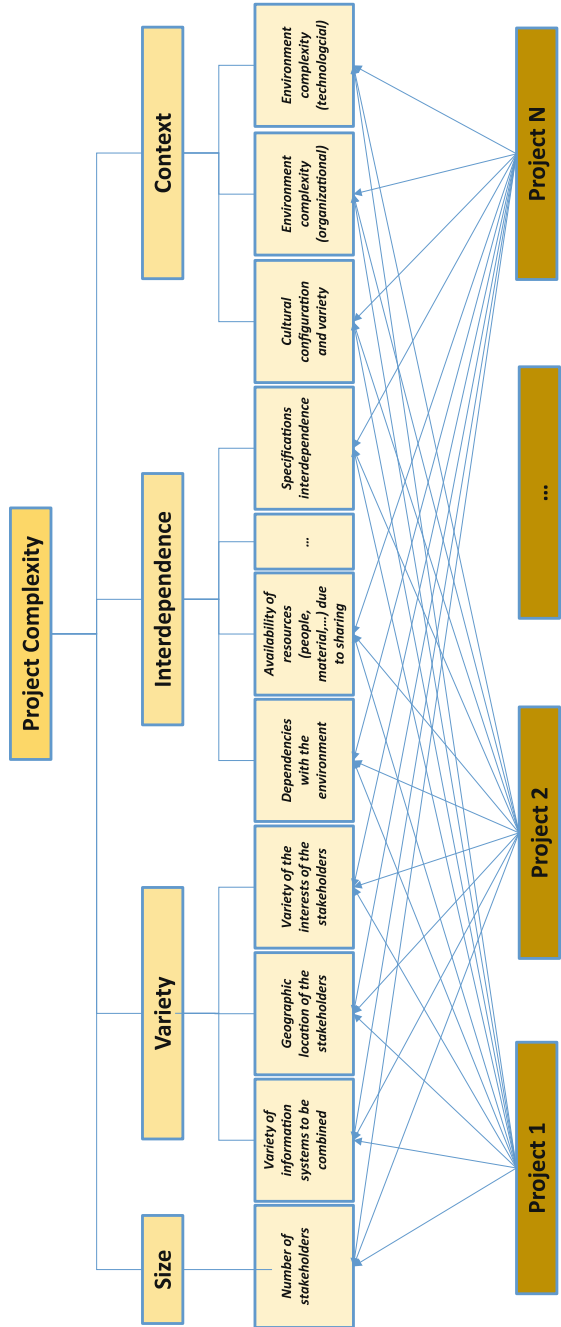 Project Complexity
Size
Variety
Interdependence
Context
Number of
stakeholders
Variety of
information
systems to be
combined
Geographic
location of the
stakeholders
Variety of the
interests of the
stakeholders
Dependencies
with the
environment
Availability of
resources
(people,
material,...) due
to sharing
...
Specifications
interdependence
Cultural
configuration
and variety
Environment
complexity
(organizational)
Environment
complexity
(technologcial)
Project 1
Project 2
...
Project N